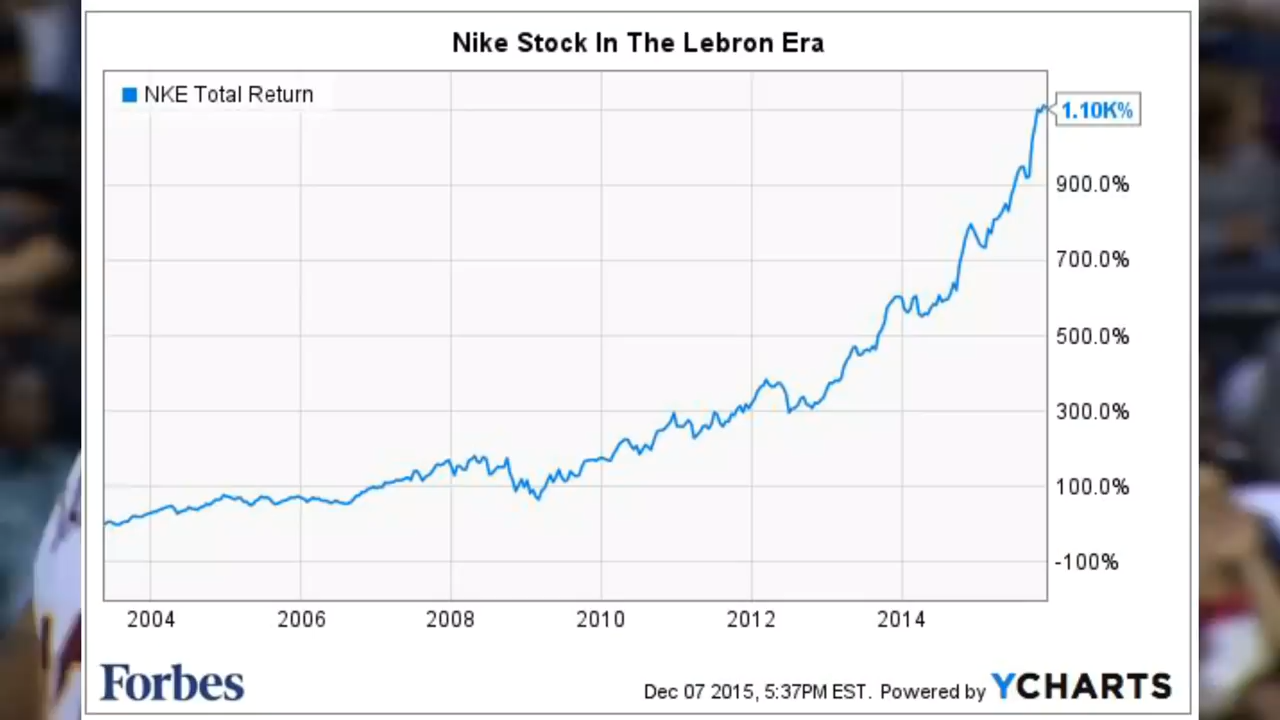 Nike Stock In The Lebron Era
NKE Total Return
1.10K%
900.0%
700.0%
500.0%
300.0%
100.0%
-100%
2004 2006 2008 2010 2012 2014
Forbes
Dec 07 2015, 5:37PM EST. Powered by YCHARTS